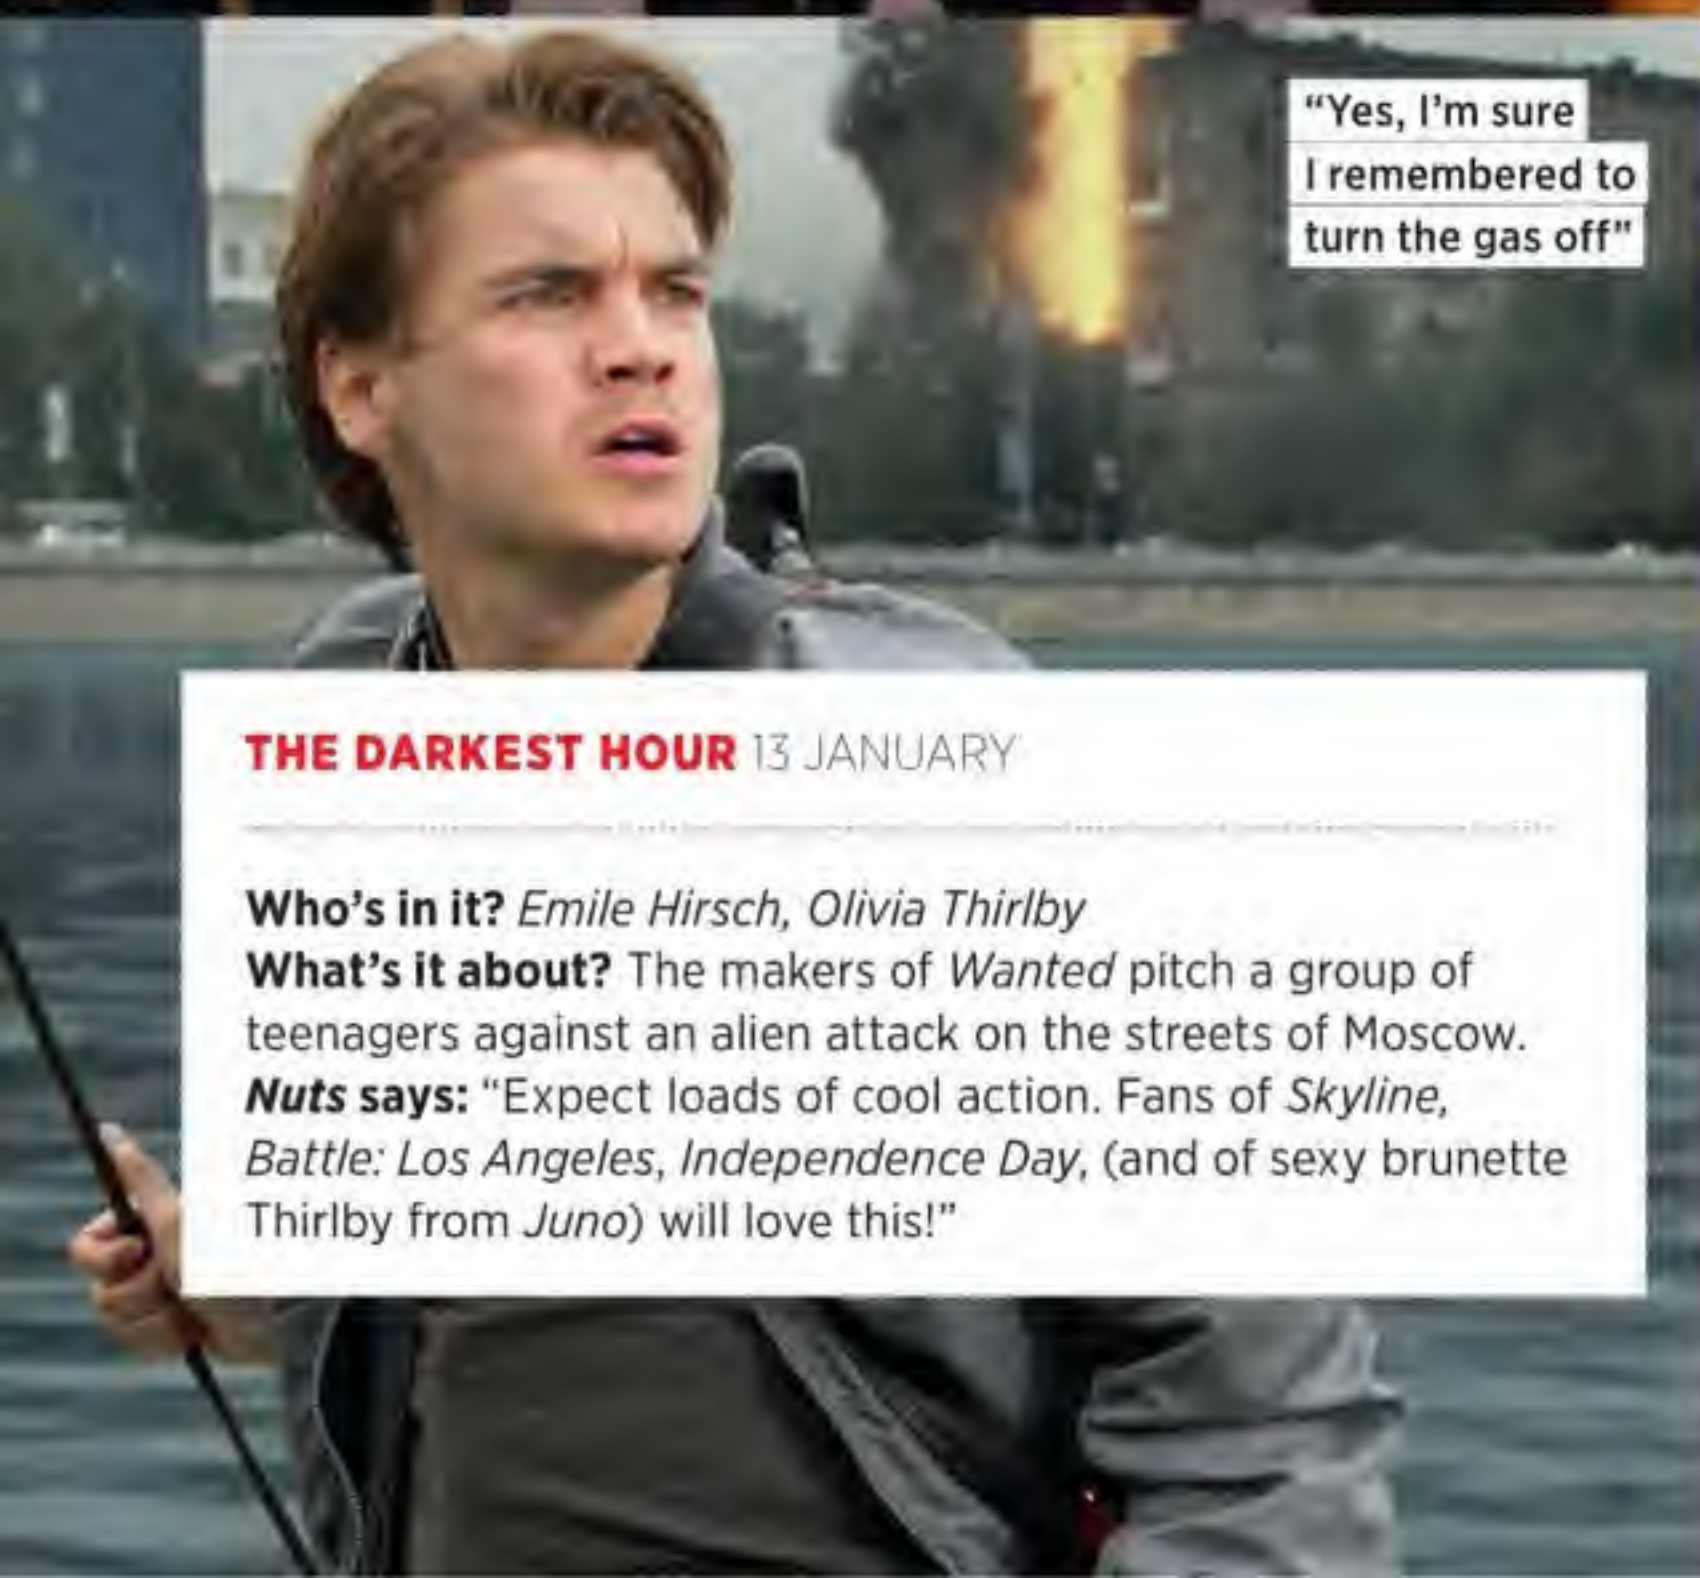 “Yes, I’m sure
I remembered to
turn the gas off”
THE DARKEST HOUR 13 JANUARY
Who’s in it? Emile Hirsch, Olivia Thirlby
What’s it about? The makers of Wanted pitch a group of
teenagers against an alien attack on the streets of Moscow.
Nuts says: “Expect loads of cool action. Fans of Skyline,
Battle: Los Angeles, Independence Day, (and of sexy brunette
Thirlby from Juno) will love this!”